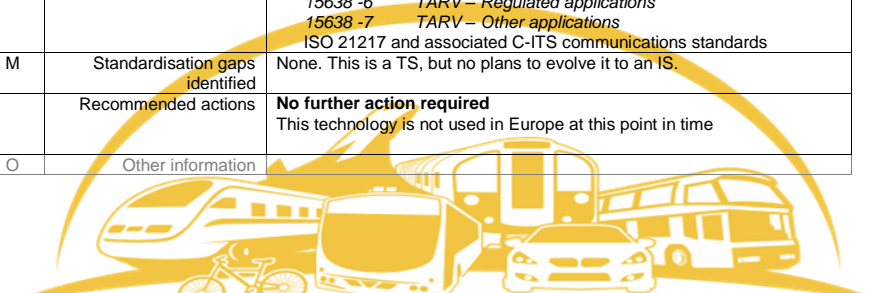 15638 -6 TARV – Regulated applications
15638 -7 TARV – Other applications
ISO 21217 and associated C-ITS communications standards
M Standardisation gaps identified None. This is a TS, but no plans to evolve it to an IS.
Recommended actions No further action required
This technology is not used in Europe at this point in time
O Other information